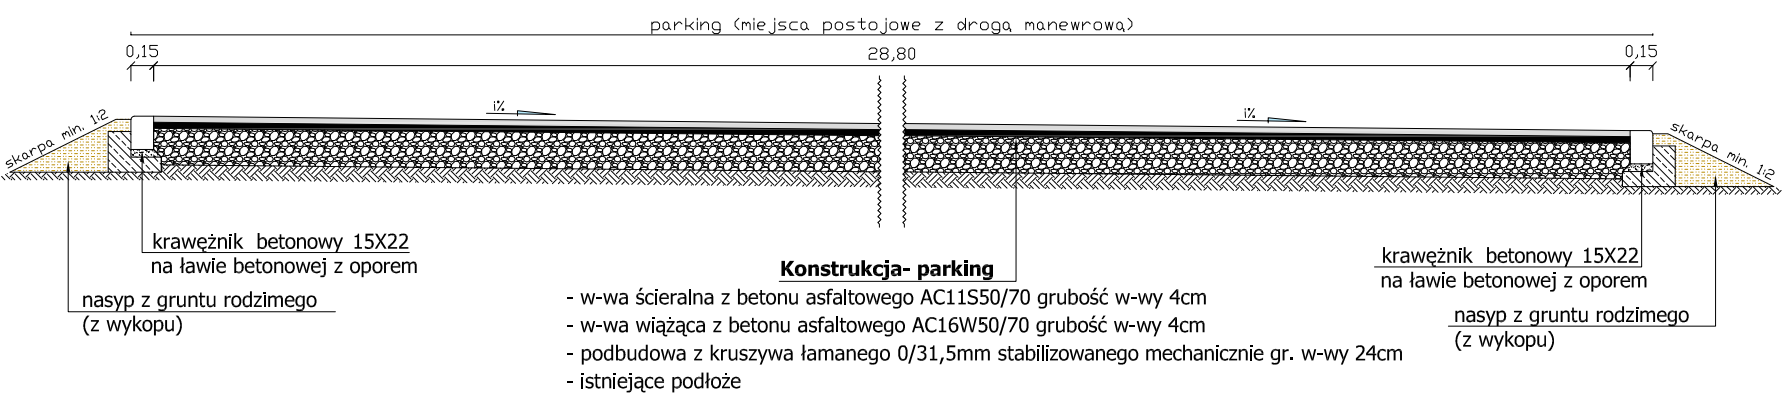 parking (miejsca postojowe z drogą manewrową)
0,15
28,80
0,15
skarpa min. 1:2
i%
i%
skarpa min. 1:2
krawężnik betonowy 15X22
na ławie betonowej z oporem
nasyp z gruntu rodzimego
(z wykopu)
Konstrukcja- parking
- w-wa ścieralna z betonu asfaltowego AC11S50/70 grubość w-wy 4cm
- w-wa wiążąca z betonu asfaltowego AC16W50/70 grubość w-wy 4cm
- podbudowa z kruszywa łamanego 0/31,5mm stabilizowanego mechanicznie gr. w-wy 24cm
- istniejące podłoże
krawężnik betonowy 15X22
na ławie betonowej z oporem
nasyp z gruntu rodzimego
(z wykopu)